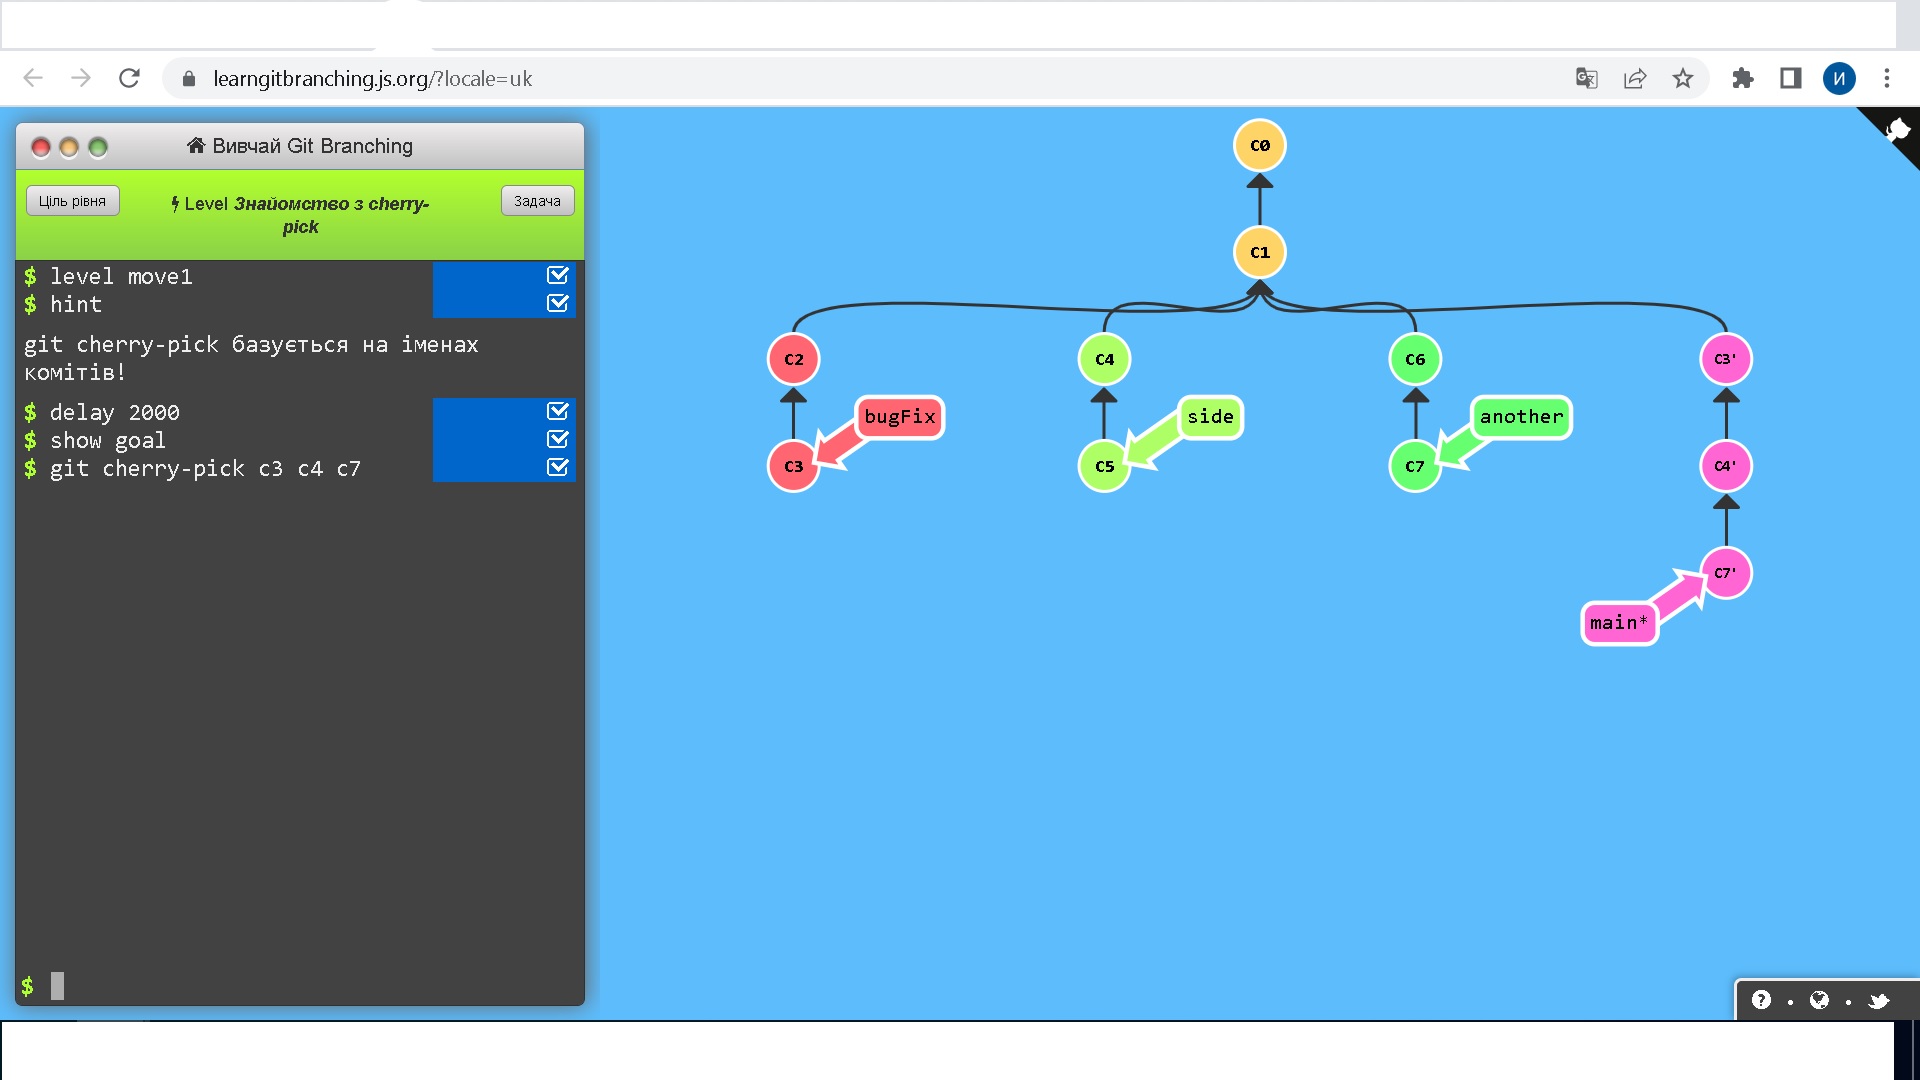 learngitbranching.js.org/?locale=uk
И
Вивчай Git Branching
Ціль рівня
Level Знайомство з cherry-
pick
Задача
$ level move1
$ hint
git cherry-pick базується на іменах
комітів!
$ delay 2000
$ show goal
$ git cherry-pick c3 c4 c7
$
C0
C1
C2
C4
C6
C3'
bugFix
side
another
C3
C5
C7
C4'
C7'
main*
?